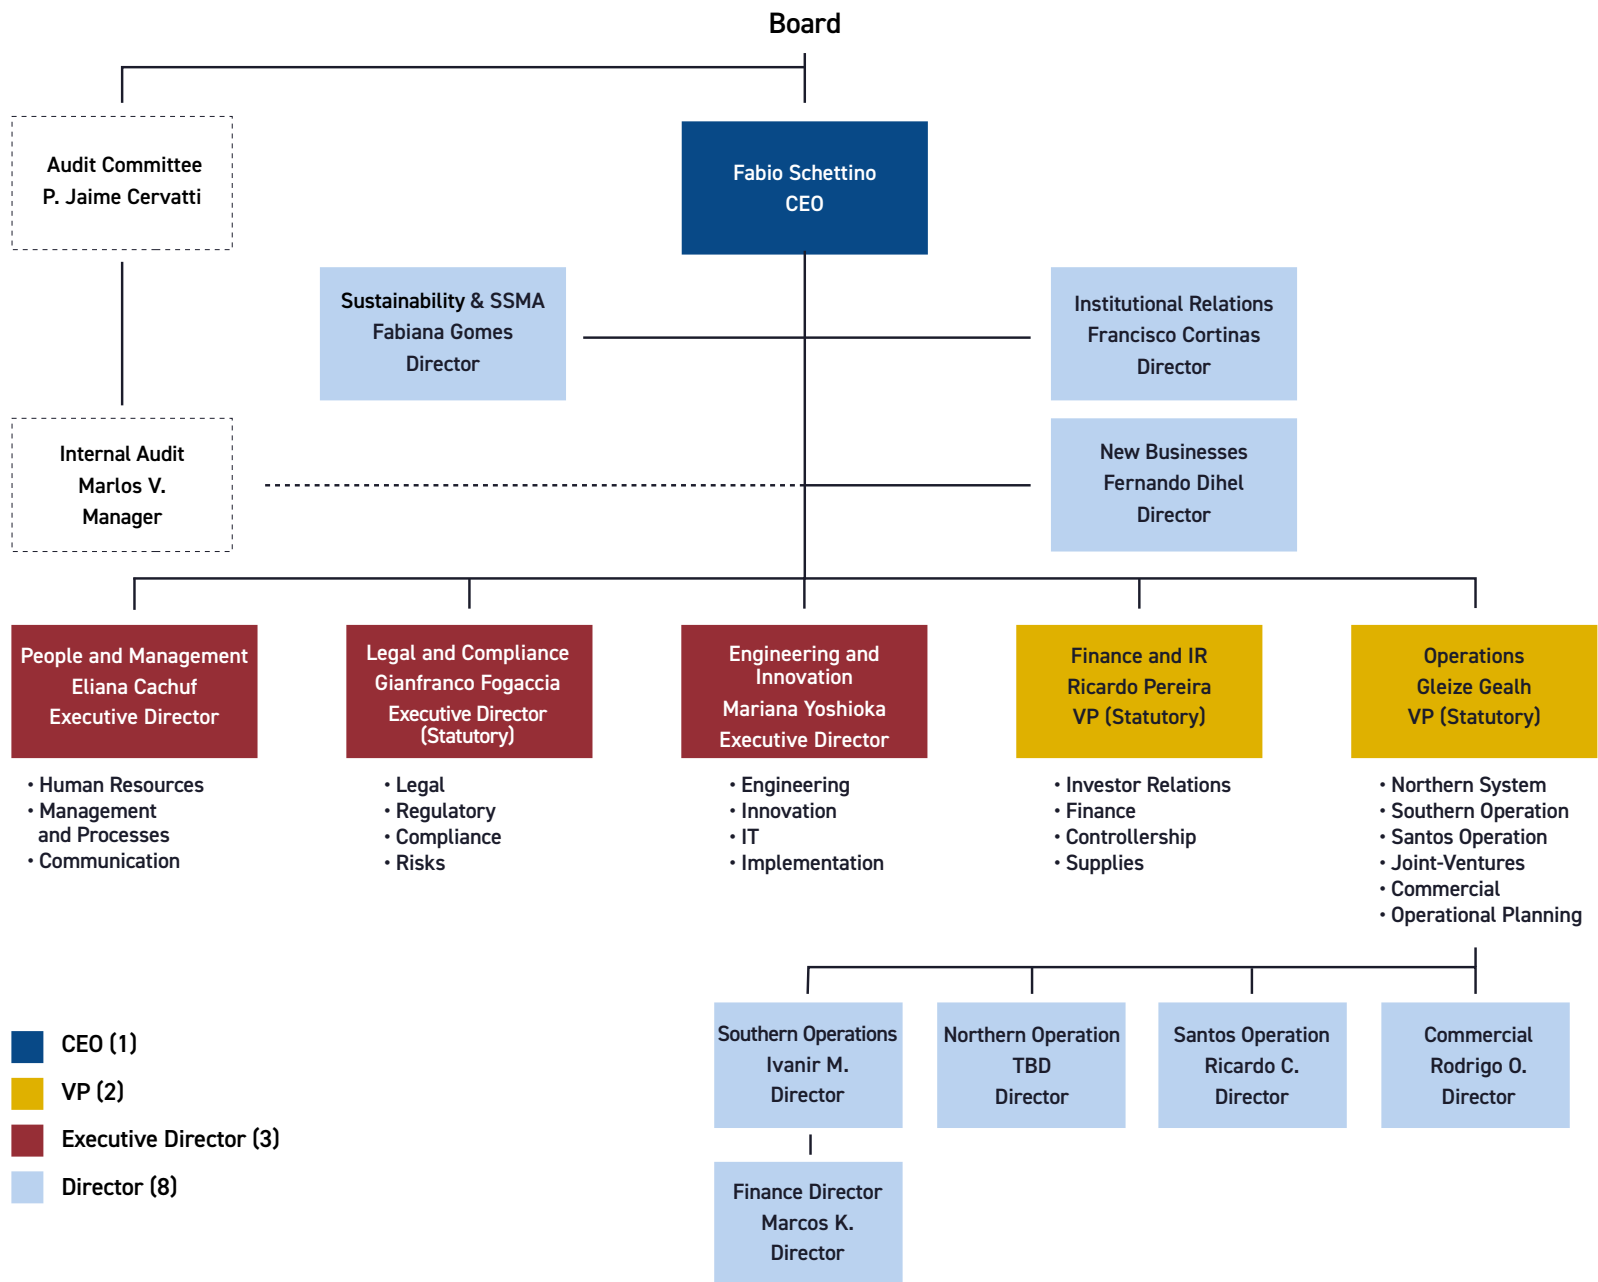 Board
Audit Committee
P. Jaime Cervatti
Fabio Schettino
CEO
Sustainability & SSMA
Fabiana Gomes
Director
Institutional Relations
Francisco Cortinas
Director
Internal Audit
Marlos V.
Manager
New Businesses
Fernando Dihel
Director
People and Management
Eliana Cachuf
Executive Director
• Human Resources
• Management
and Processes
• Communication
Legal and Compliance
Gianfranco Fogaccia
Executive Director
(Statutory)
• Legal
• Regulatory
• Compliance
• Risks
Engineering and
Innovation
Mariana Yoshioka
Executive Director
• Engineering
• Innovation
• IT
• Implementation
Finance and IR
Ricardo Pereira
VP (Statutory)
• Investor Relations
• Finance
• Controllership
• Supplies
Operations
Gleize Gealh
VP (Statutory)
• Northern System
• Southern Operation
• Santos Operation
• Joint-Ventures
• Commercial
• Operational Planning
Southern Operations
Ivanir M.
Director
Northern Operation
TBD
Director
Santos Operation
Ricardo C.
Director
Commercial
Rodrigo O.
Director
Finance Director
Marcos K.
Director
CEO (1)
VP (2)
Executive Director (3)
Director (8)